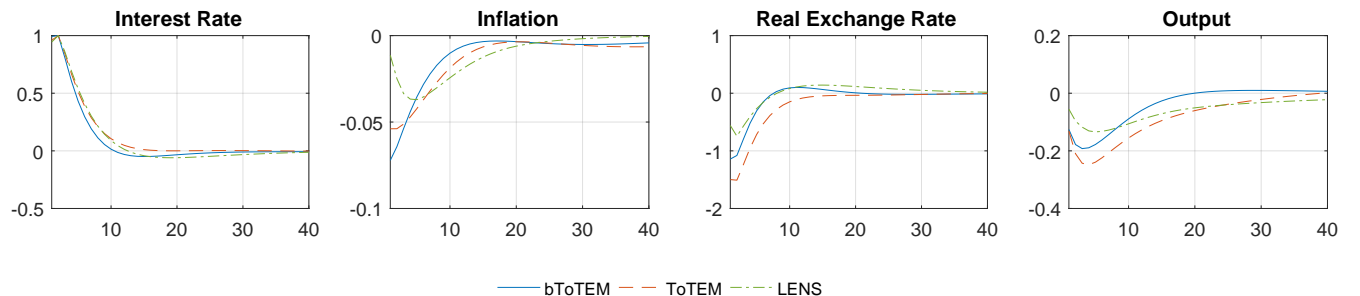 Interest Rate Inflation Real Exchange Rate Output
1 0 1 0.2
0.5 0 0
0 -0.05 -1 -0.2
-0.5 -0.1 -2 -0.4
10 20 30 40 10 20 30 40 10 20 30 40 10 20 30 40
bToTEM ToTEM LENS